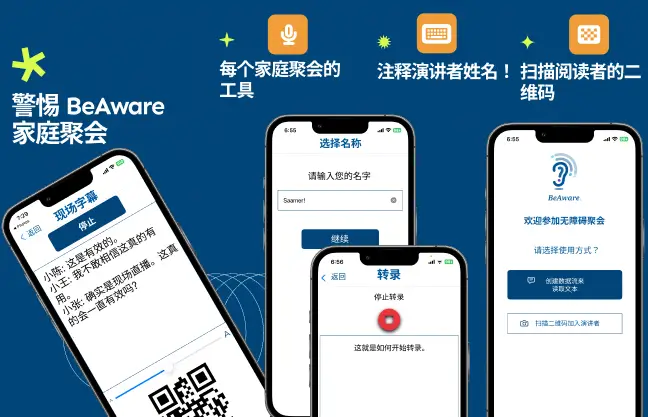 警惕 BeAware
家庭聚会
每个家庭聚会的
工具
注释演讲者姓名！
扫描阅读者的二
维码
7:29
现场字幕
返回
停止
小陈: 这是有效的。
小王: 我不敢相信这真的有
用。
小张: 确实是现场直播。这真
的会一直有效吗?
A
6:55
选择名称
请输入您的名字
Saamer!
继续
6:56
返回
转录
停止转录
这就是如何开始转录。
6:55
BeAware
欢迎参加无障碍聚会
请选择使用方式？
创建数据流来
读取文本
扫描二维码加入演讲者